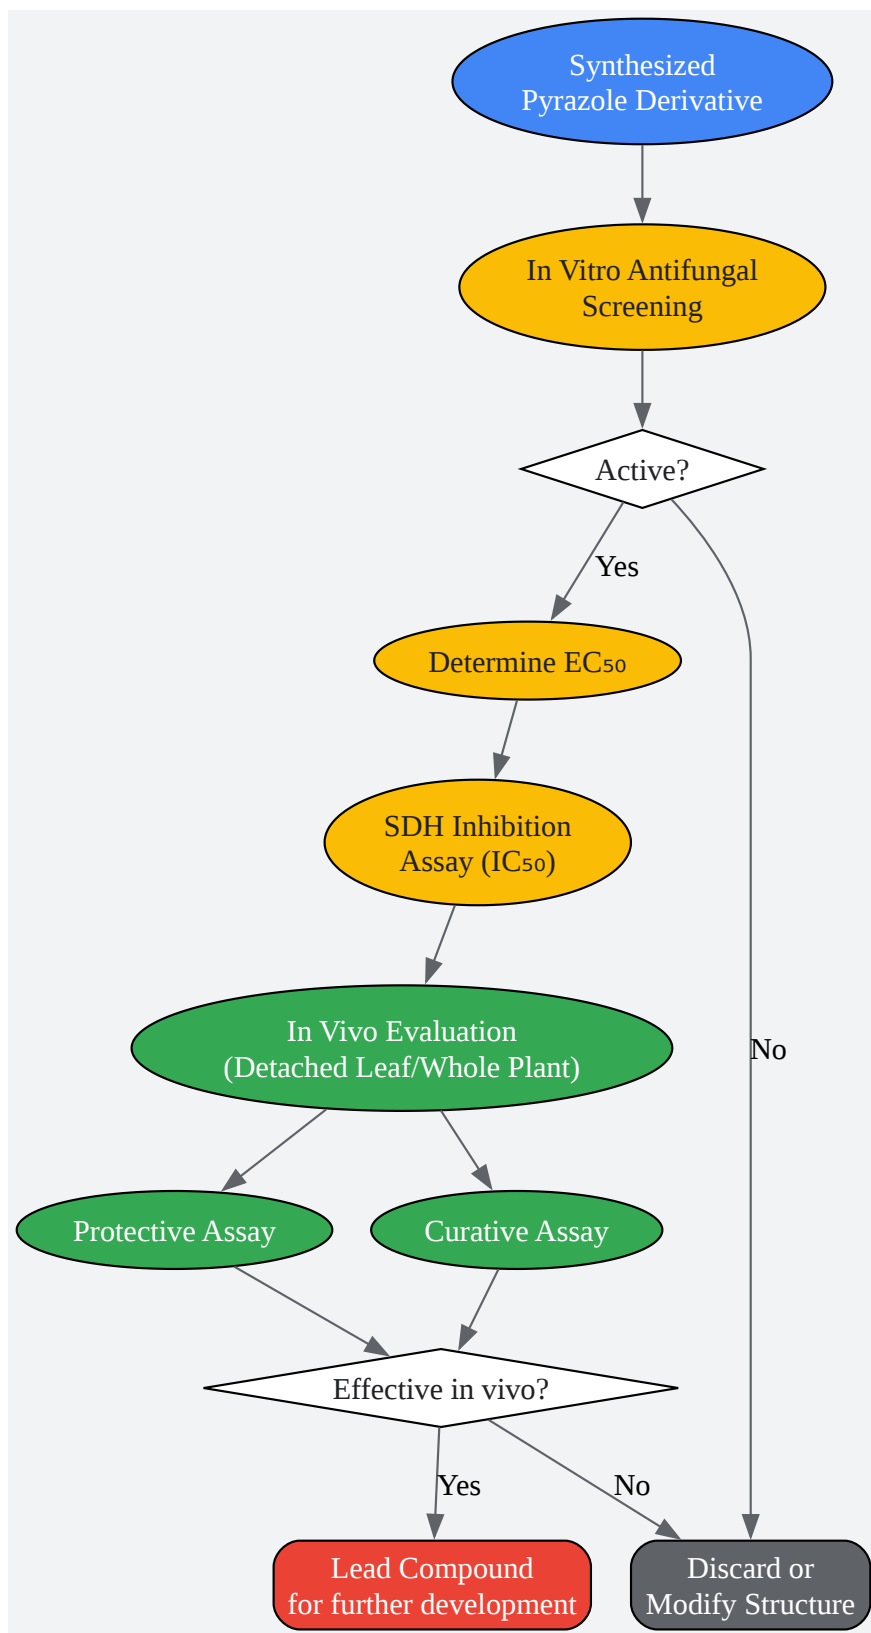 Synthesized
Pyrazole Derivative
In Vitro Antifungal
Screening
Active?
Yes
Determine EC₅₀
SDH Inhibition
Assay (IC₅₀)
In Vivo Evaluation
(Detached Leaf/Whole Plant)
No
Protective Assay
Curative Assay
Effective in vivo?
Yes
No
Lead Compound
for further development
Discard or
Modify Structure